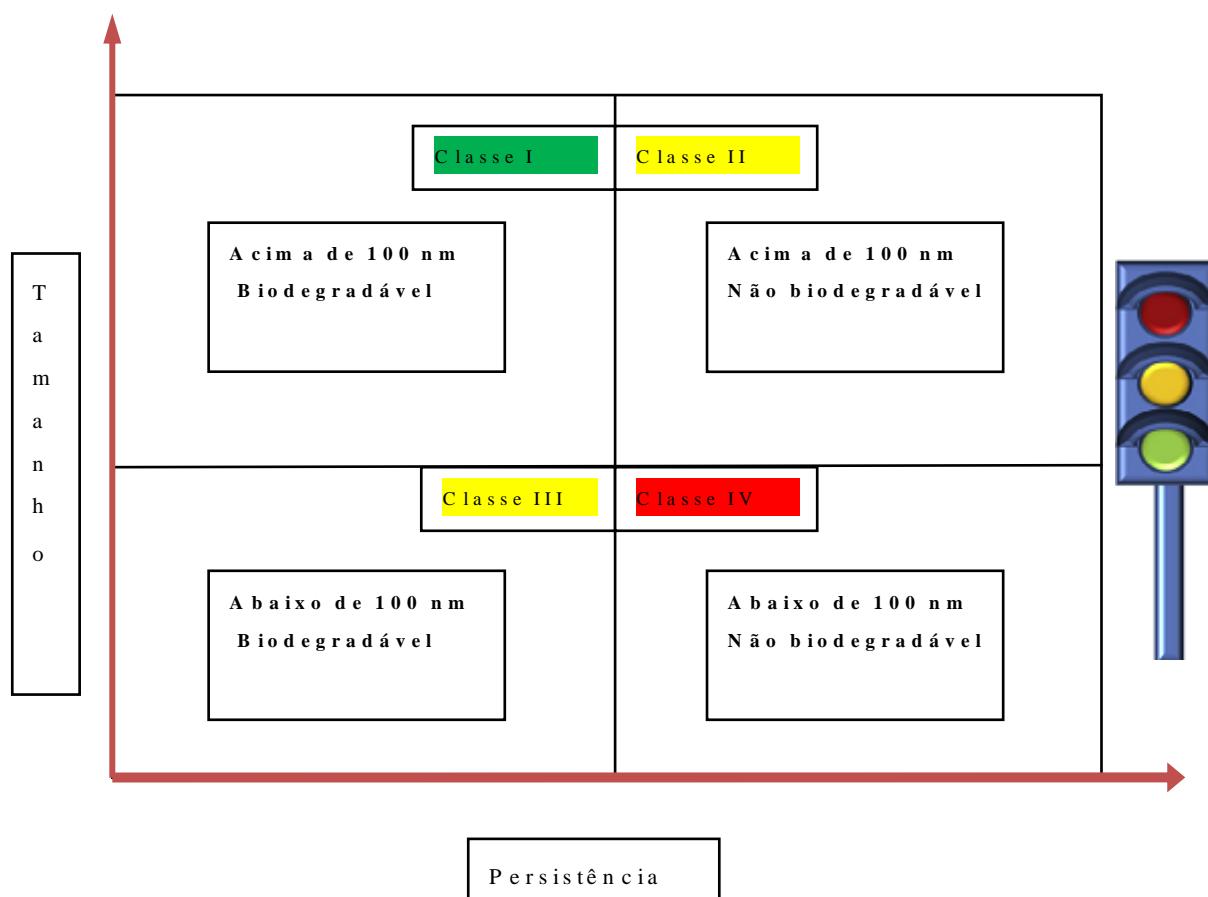 Classe I
Classe II
Acima de 100 nm
Biodegradável
Acima de 100 nm
Não biodegradável
Tamanho
Classe III
Classe IV
Abaixo de 100 nm
Biodegradável
Abaixo de 100 nm
Não biodegradável
Persistência